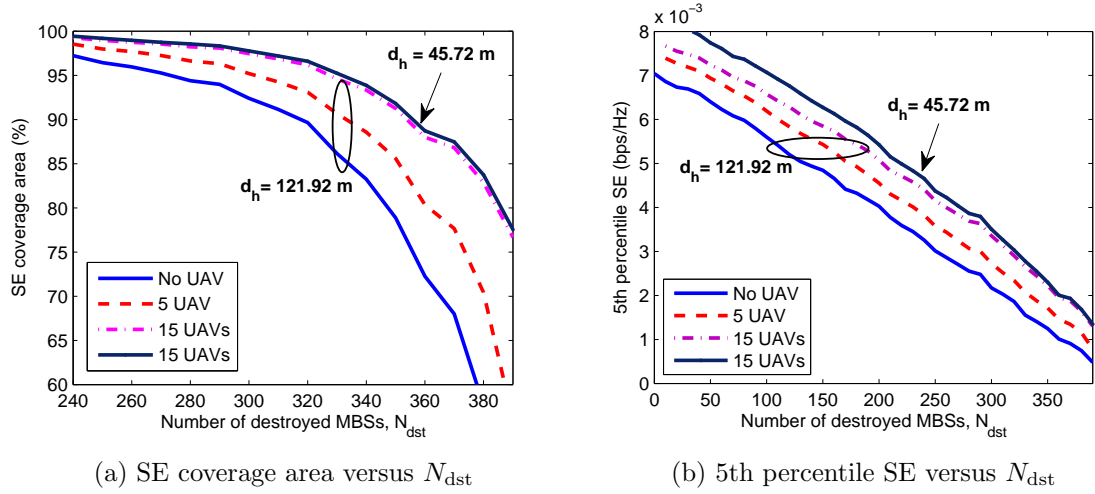 100
95
90
85
80
75
70
65
60
SE coverage area (%)
240 260 280 300 320 340 360 380
Number of destroyed MBSs, N_dst
d_h = 45.72 m
d_h= 121.92 m
No UAV
5 UAV
15 UAVs
15 UAVs
(a) SE coverage area versus N_dst
x 10^-3
8
7
6
5
4
3
2
1
0
5th percentile SE (bps/Hz)
0 50 100 150 200 250 300 350
Number of destroyed MBSs, N_dst
d_h = 45.72 m
d_h= 121.92 m
No UAV
5 UAV
15 UAVs
15 UAVs
(b) 5th percentile SE versus N_dst